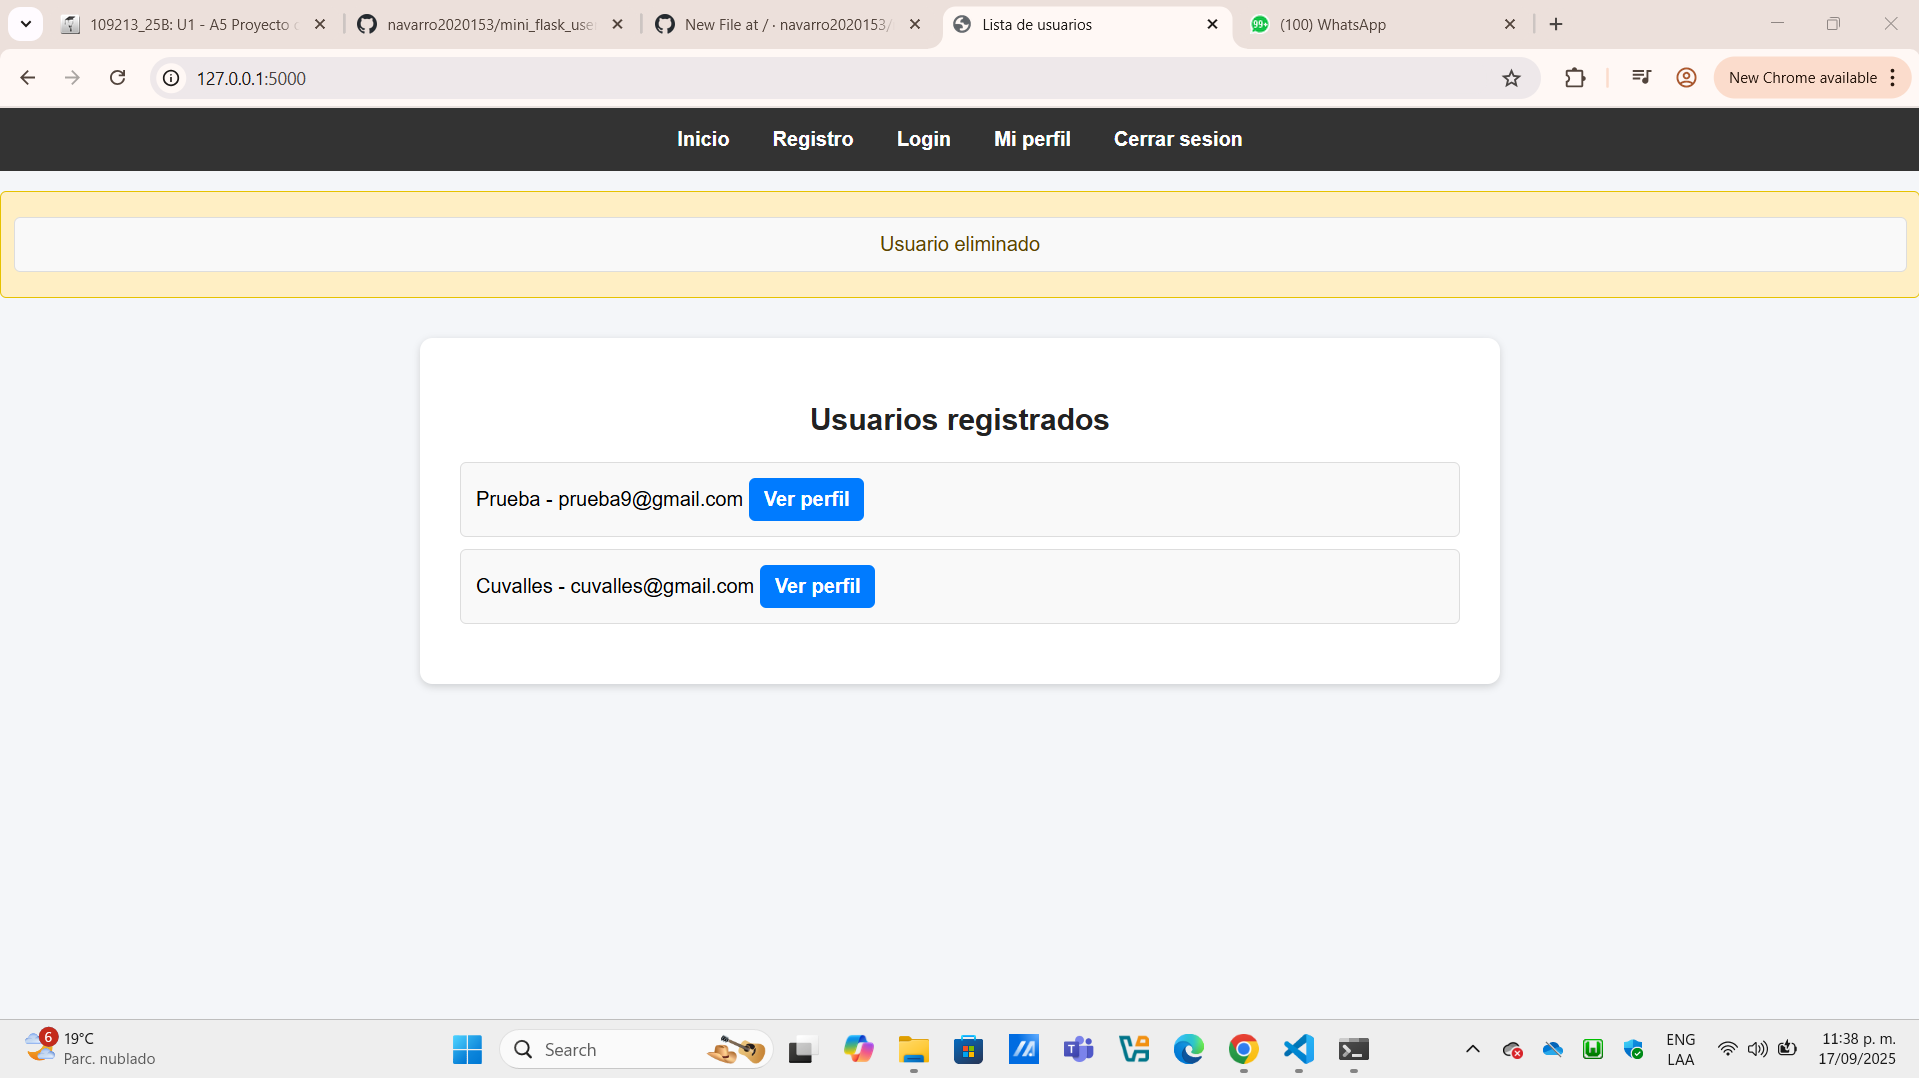 109213_25B: U1 - A5 Proyecto
navarro2020153/mini_flask_use
New File at / · navarro2020153/
Lista de usuarios
99+
(100) WhatsApp
127.0.0.1:5000
New Chrome available
Inicio
Registro
Login
Mi perfil
Cerrar sesion
Usuario eliminado
Usuarios registrados
Prueba - prueba9@gmail.com
Ver perfil
Cuvalles - cuvalles@gmail.com
Ver perfil
6
19°C
Parc. nublado
Search
ENG
LAA
11:38 p. m.
17/09/2025